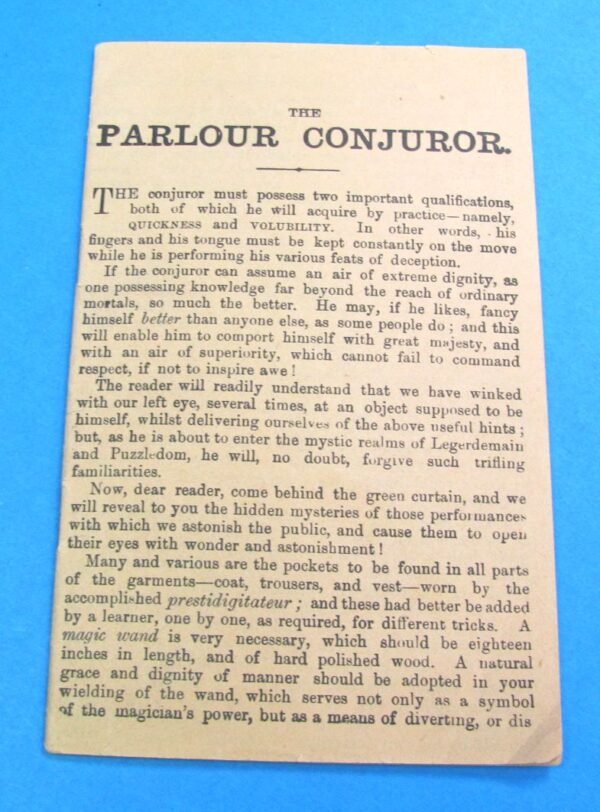 THE
PARLOUR CONJUROR.
THE conjuror must possess two important qualifications,
both of which he will acquire by practice—namely,
QUICKNESS and VOLUBILITY. In other words, his
fingers and his tongue must be kept constantly on the move
while he is performing his various feats of deception.
If the conjuror can assume an air of extreme dignity, as
one possessing knowledge far beyond the reach of ordinary
mortals, so much the better. He may, if he likes, fancy
himself better than anyone else, as some people do ; and this
will enable him to comport himself with great majesty, and
with an air of superiority, which cannot fail to command
respect, if not to inspire awe !
The reader will readily understand that we have winked
with our left eye, several times, at an object supposed to be
himself, whilst delivering ourselves of the above useful hints ;
but, as he is about to enter the mystic realms of Legerdemain
and Puzzledom, he will, no doubt, forgive such trifling
familiarities.
Now, dear reader, come behind the green curtain, and we
will reveal to you the hidden mysteries of those performances
with which we astonish the public, and cause them to open
their eyes with wonder and astonishment !
Many and various are the pockets to be found in all parts
of the garments—coat, trousers, and vest—worn by the
accomplished prestidigitateur ; and these had better be added
by a learner, one by one, as required, for different tricks. A
magic wand is very necessary, which should be eighteen
inches in length, and of hard polished wood. A natural
grace and dignity of manner should be adopted in your
wielding of the wand, which serves not only as a symbol
of the magician's power, but as a means of diverting, or dis